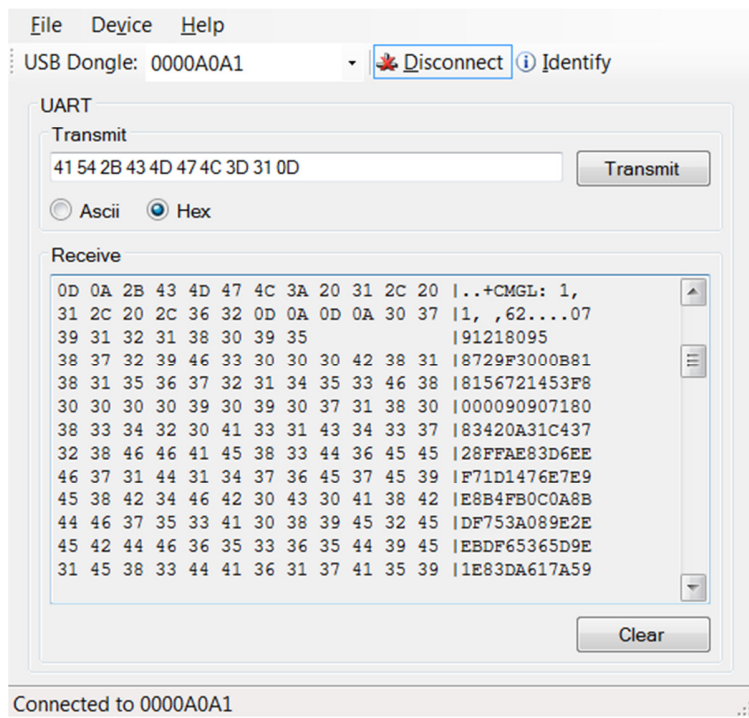 File Device Help
USB Dongle: 0000A0A1 Disconnect Identify
UART
Transmit
41 54 2B 43 4D 47 4C 3D 31 0D Transmit
Ascii Hex
Receive
0D 0A 2B 43 4D 47 4C 3A 20 31 2C 20 |..+CMGL: 1,
31 2C 20 2C 36 32 0D 0A 0D 0A 30 37 |1, ,62....07
39 31 32 31 38 30 39 35 |91218095
38 37 32 39 46 33 30 30 30 42 38 31 |8729F3000B81
38 31 35 36 37 32 31 34 35 33 46 38 |8156721453F8
30 30 30 30 39 30 39 30 37 31 38 30 |000090907180
38 33 34 32 30 41 33 31 43 34 33 37 |83420A31C437
32 38 46 46 41 45 38 33 44 36 45 45 |28FFAE83D6EE
46 37 31 44 31 34 37 36 45 37 45 39 |F71D1476E7E9
45 38 42 34 46 42 30 43 30 41 38 42 |E8B4FB0C0A8B
44 46 37 35 33 41 30 38 39 45 32 45 |DF753A089E2E
45 42 44 46 36 35 33 36 35 44 39 45 |EBDF65365D9E
31 45 38 33 44 41 36 31 37 41 35 39 |1E83DA617A59
Clear
Connected to 0000A0A1